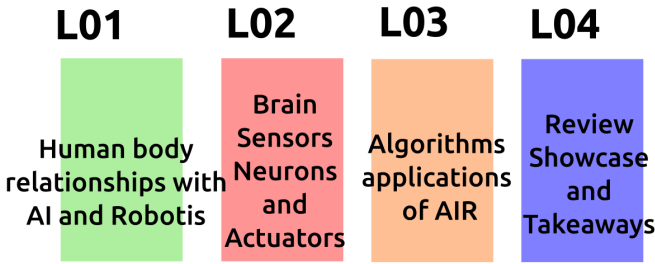 L01
Human body
relationships with
AI and Robotis
L02
Brain
Sensors
Neurons
and
Actuators
L03
Algorithms
applications
of AIR
L04
Review
Showcase
and
Takeaways